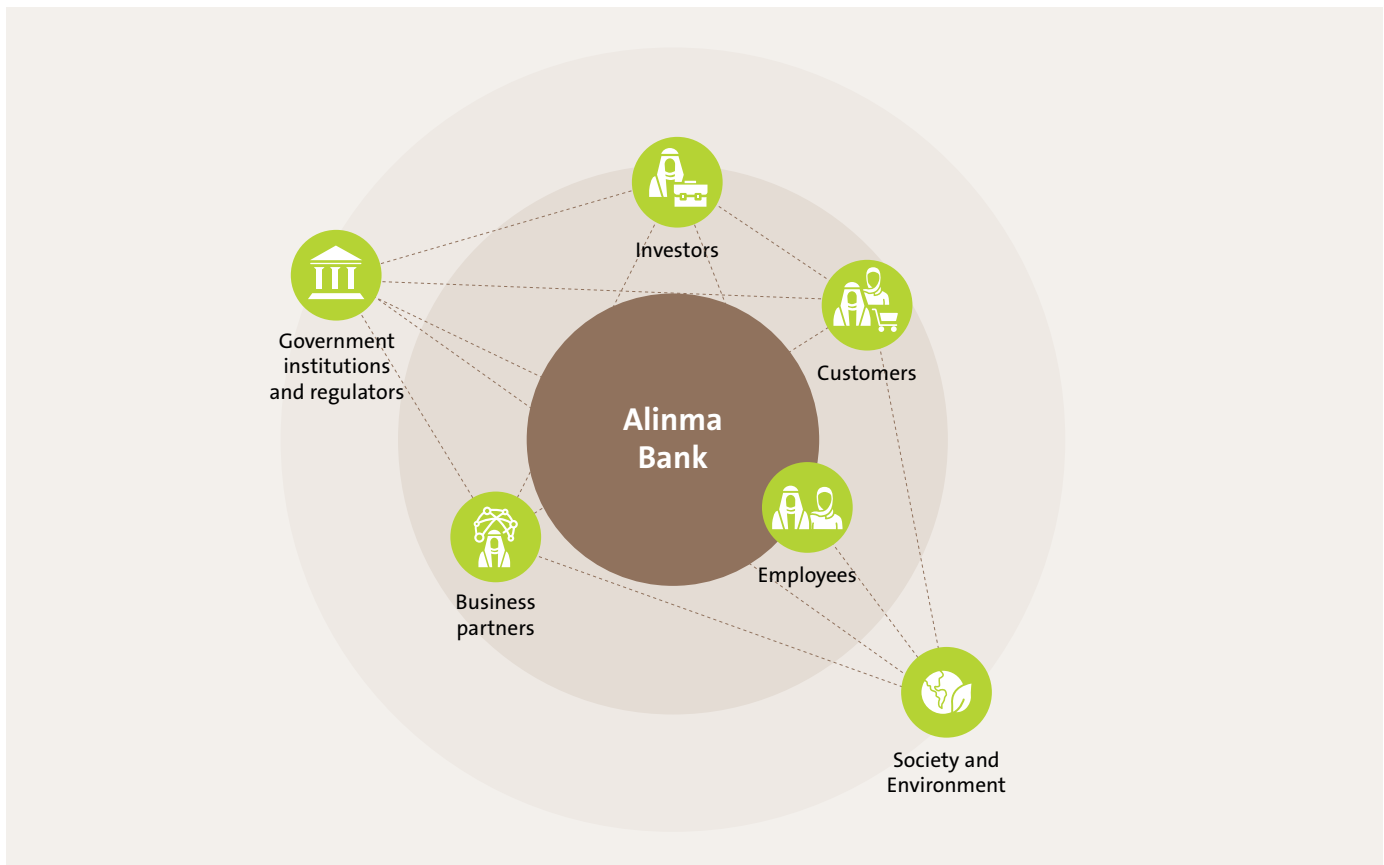 Investors
Government
institutions
and regulators
Customers
Alinma
Bank
Employees
Business
partners
Society and
Environment